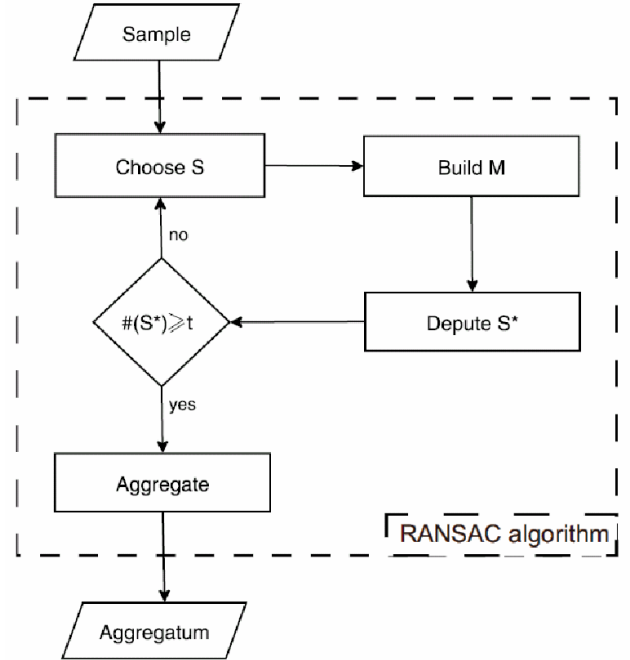 Sample
Choose S
Build M
no
#(S*)⩾t
Depute S*
yes
Aggregate
RANSAC algorithm
Aggregatum